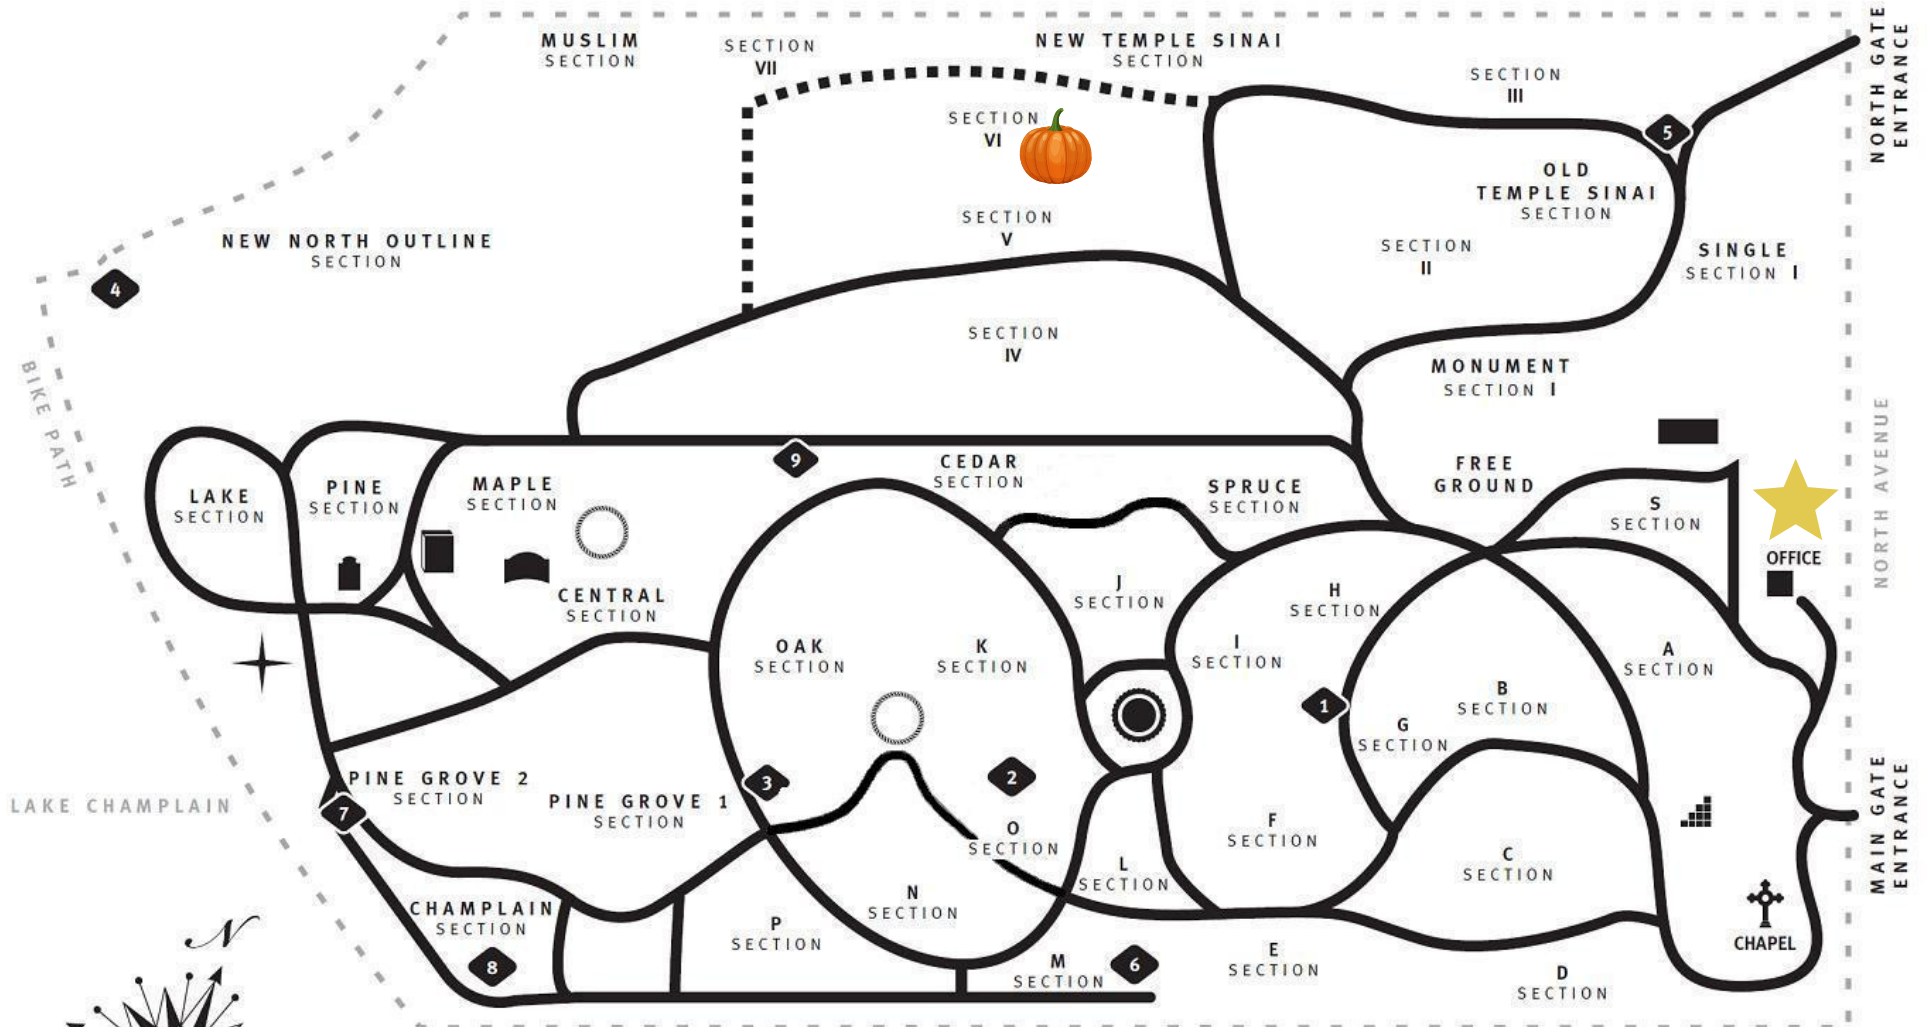 MUSLIM
SECTION
SECTION
VII
NEW TEMPLE SINAI
SECTION
SECTION
III
NORTH GATE
ENTRANCE
SECTION
VI
5
OLD
TEMPLE SINAI
SECTION
SECTION
V
NEW NORTH OUTLINE
SECTION
SECTION
II
SINGLE
SECTION I
4
SECTION
IV
MONUMENT
SECTION I
BIKE PATH
9
CEDAR
SECTION
FREE
GROUND
NORTH AVENUE
LAKE
SECTION
PINE
SECTION
MAPLE
SECTION
SPRUCE
SECTION
S
SECTION
OFFICE
J
SECTION
H
SECTION
CENTRAL
SECTION
OAK
SECTION
K
SECTION
I
SECTION
A
SECTION
B
SECTION
1
G
SECTION
PINE GROVE 2
SECTION
3
2
PINE GROVE 1
SECTION
LAKE CHAMPLAIN
7
O
SECTION
F
SECTION
MAIN GATE
ENTRANCE
L
SECTION
C
SECTION
CHAMPLAIN
SECTION
N
SECTION
P
SECTION
CHAPEL
N
8
M
SECTION
6
E
SECTION
D
SECTION